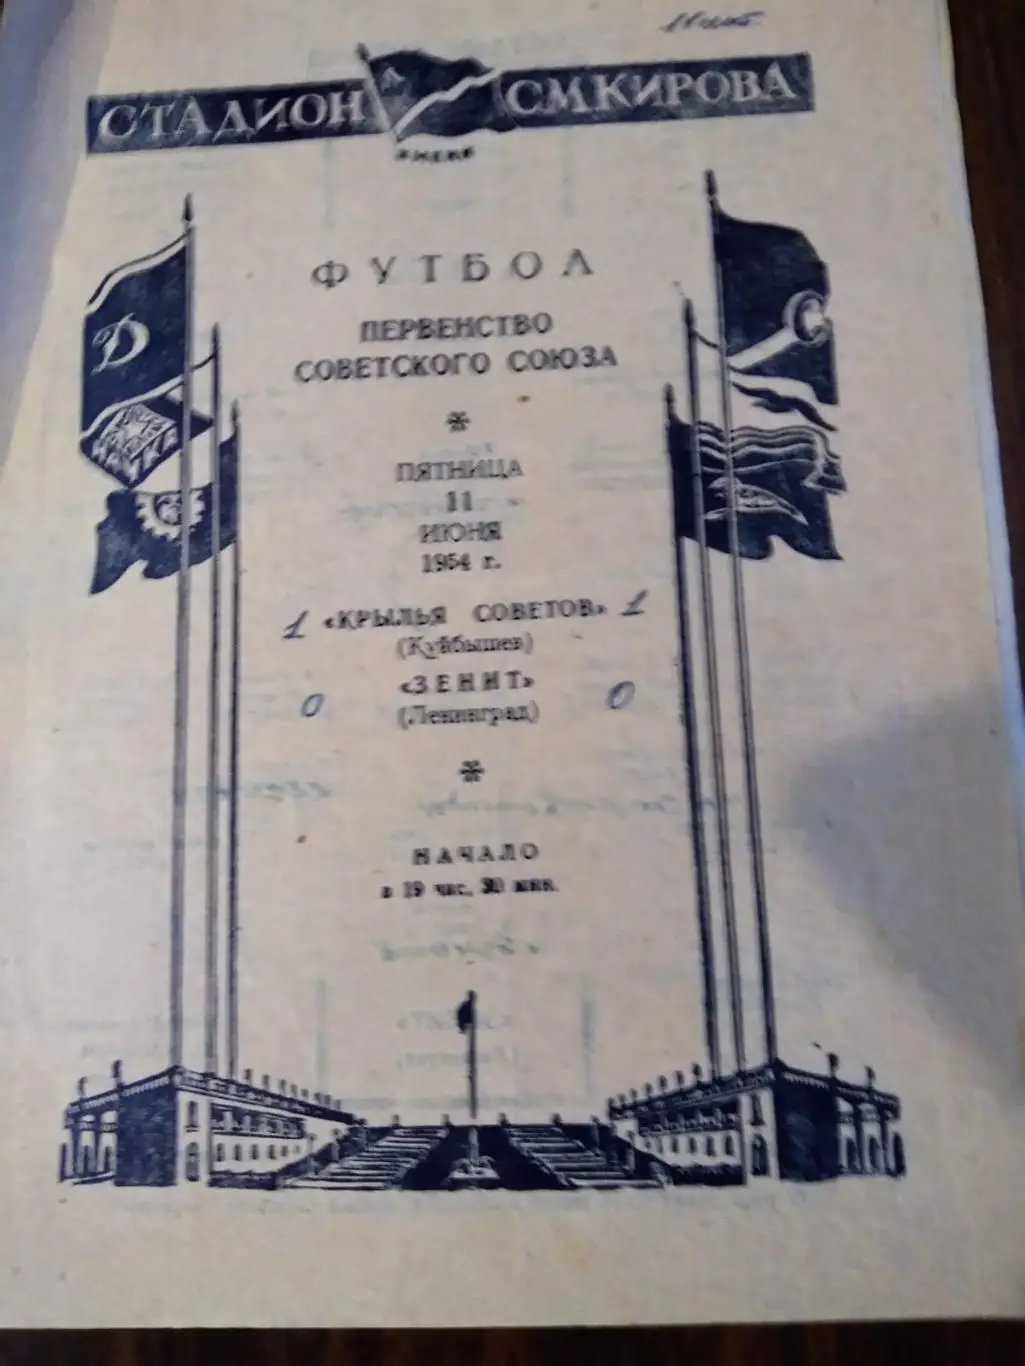 СТАДИОН
ИМЕНИ
С.М.КИРОВА
ФУТБОЛ
ПЕРВЕНСТВО
СОВЕТСКОГО СОЮЗА
*
ПЯТНИЦА
11
ИЮНЯ
1954 г.
1 «КРЫЛЬЯ СОВЕТОВ» 1
(Куйбышев)
0 «ЗЕНИТ» 0
(Ленинград)
*
НАЧАЛО
в 19 час. 30 мин.